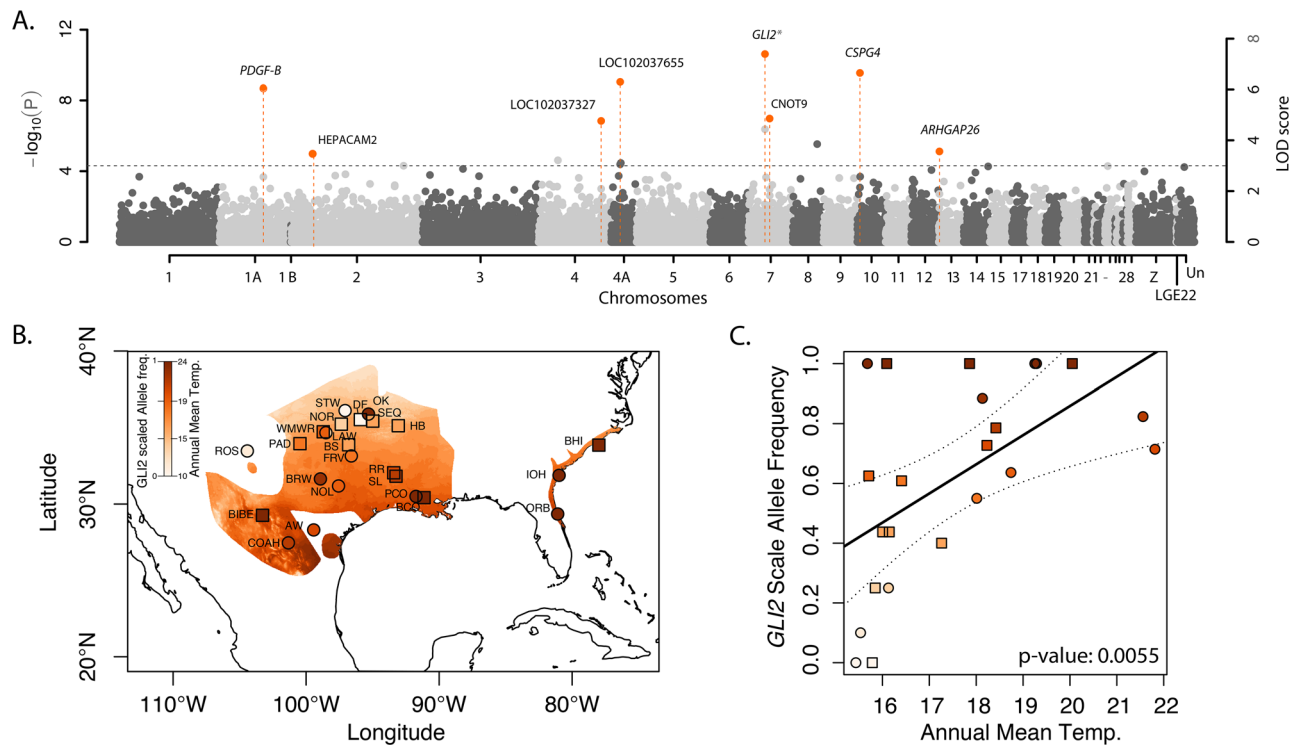 A.
12
8
4
0
−log10(P)
PDGF-B
HEPACAM2
LOC102037327
LOC102037655
GLI2*
CNOT9
CSPG4
ARHGAP26
8
6
4
2
0
LOD score
1 1A 1B 2 3 4 4A 5 6 7 8 9 10 11 12 13 14 15 17 18 19 20 21 - 28 Z Un
LGE22
Chromosomes
B.
40°N
30°N
20°N
Latitude
110°W 100°W 80°W
Longitude
GLI2 scaled Allele freq.
1 24
19
15
0 10
Annual Mean Temp.
STW
DF
OK
NOR
SEQ
WMWR
LAW
HB
PAD
BS
FRV
ROS
BRW
NOL
RR
SL
PCO
BCO
BIBE
AW
COAH
BHI
IOH
ORB
C.
1.0
0.8
0.6
0.4
0.2
0.0
GLI2 Scale Allele Frequency
p-value: 0.0055
16 17 18 19 20 21 22
Annual Mean Temp.